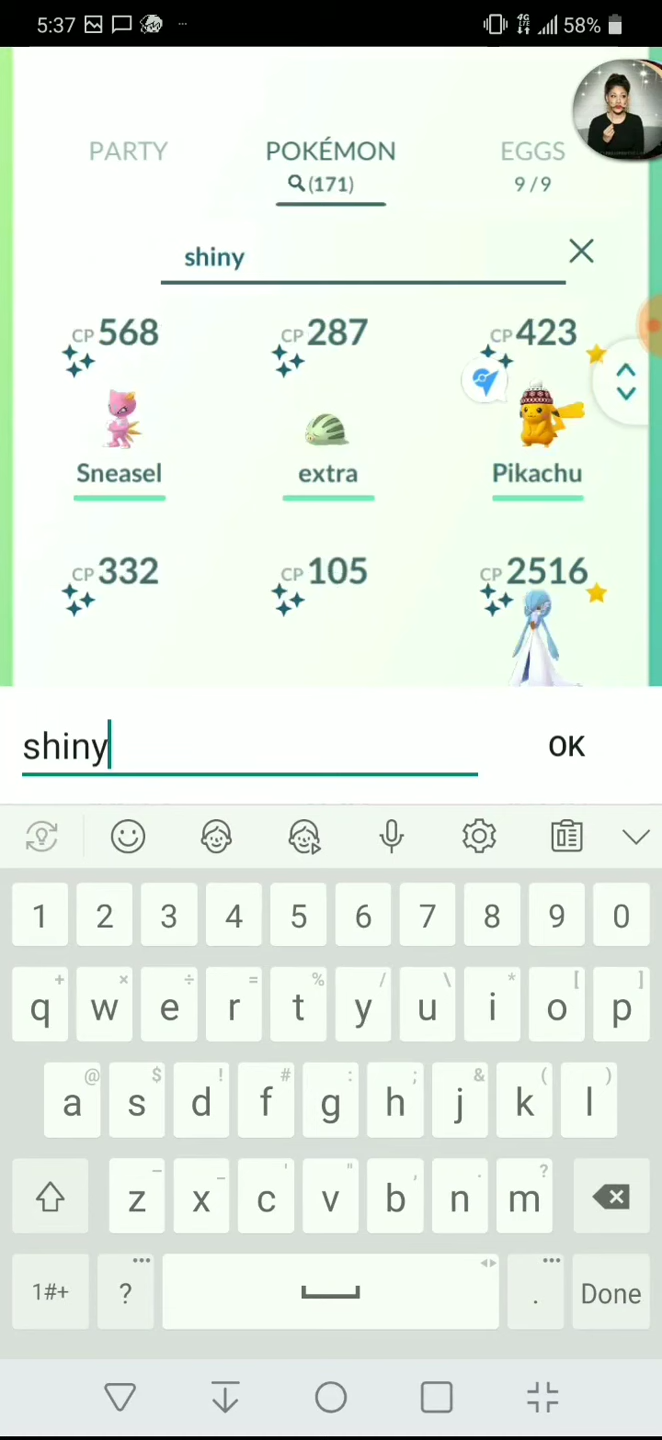 5:37 ... 4G LTE 58%
PARTY POKÉMON EGGS
(171) 9 / 9
shiny
CP 568 CP 287 CP 423
Sneasel extra Pikachu
CP 332 CP 105 CP 2516
shiny OK
1 2 3 4 5 6 7 8 9 0
+ × ÷ = % / \ * [ ]
q w e r t y u i o p
@ $ ! # : ; & ( )
a s d f g h j k l
– _ ' " , . ?
z x c v b n m
1#+ ? . Done